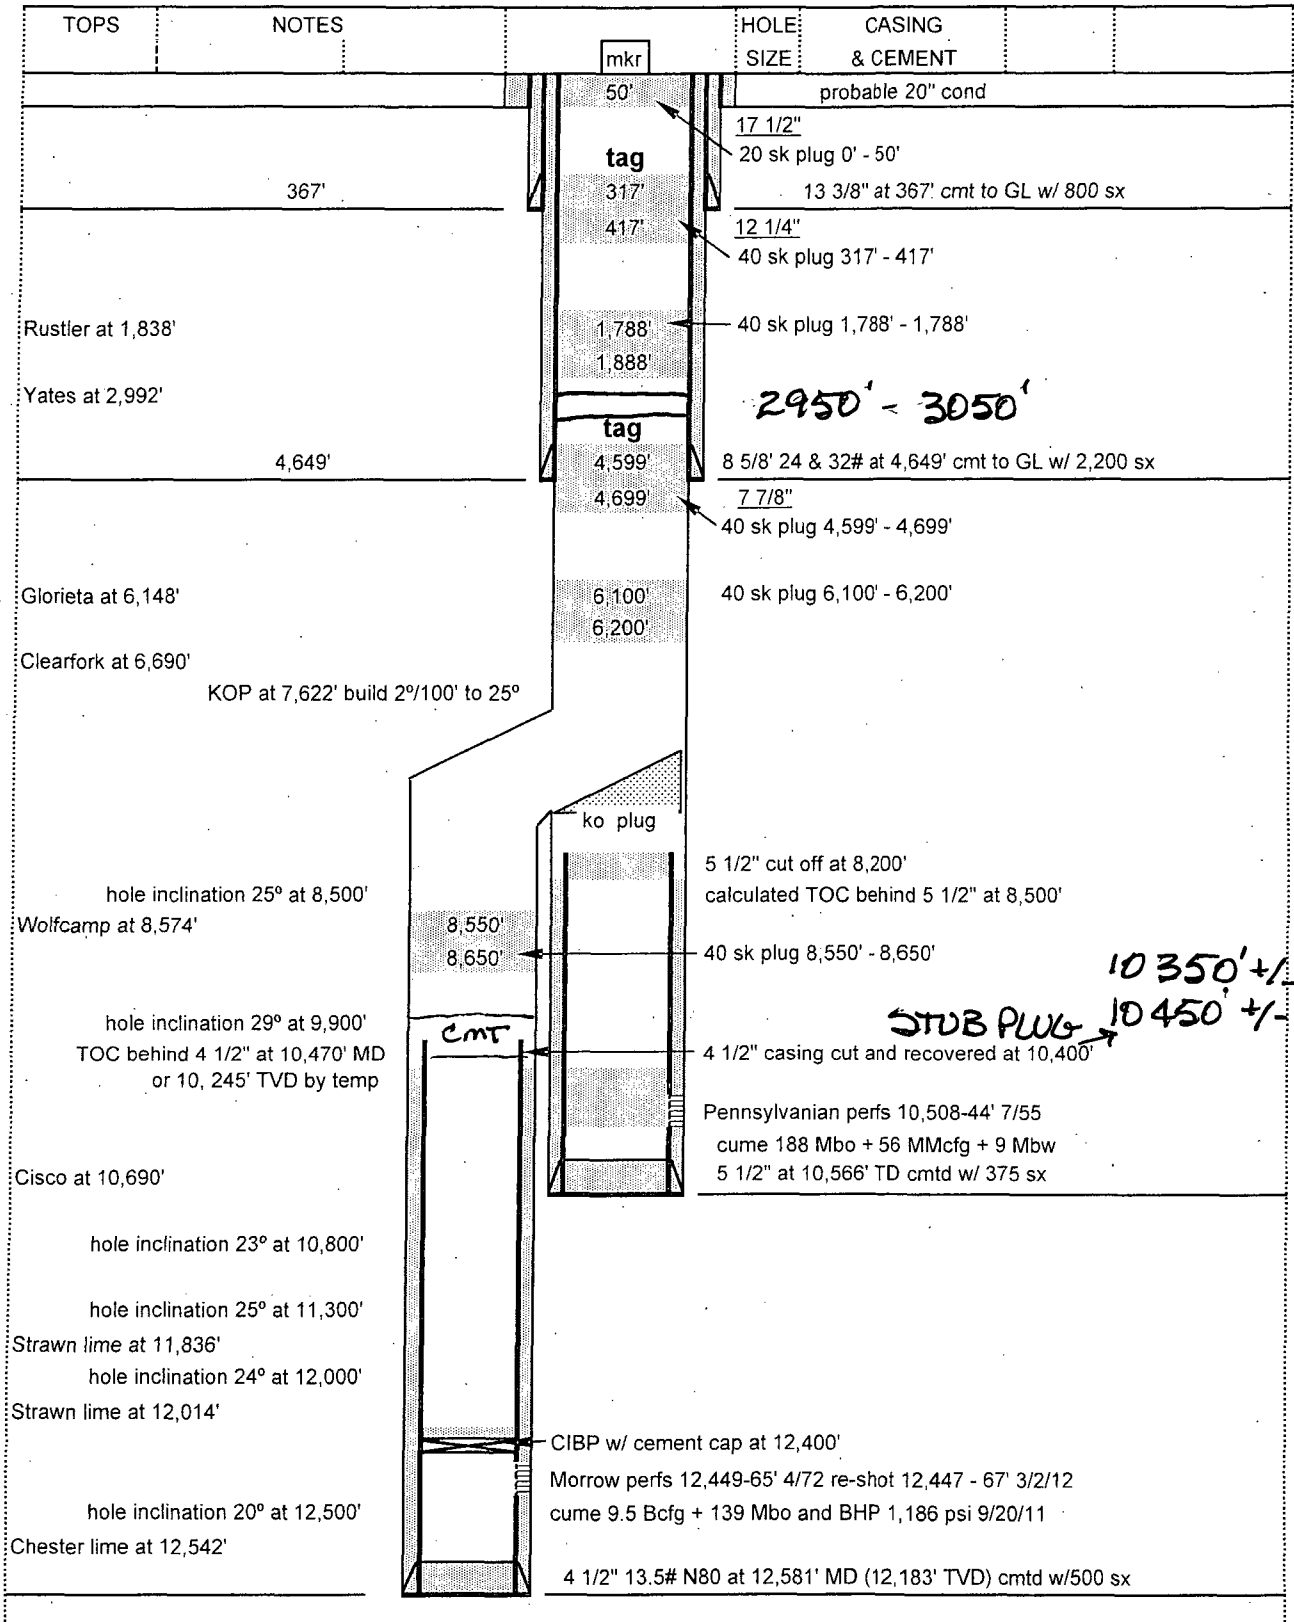 TOPS NOTES HOLE CASING
mkr SIZE & CEMENT
50' probable 20" cond
17 1/2"
20 sk plug 0' - 50'
tag
367' 317' 13 3/8" at 367' cmt to GL w/ 800 sx
417' 12 1/4"
40 sk plug 317' - 417'
Rustler at 1,838' 1,788' 40 sk plug 1,788' - 1,788'
1,888'
Yates at 2,992' 2950' - 3050'
tag
4,649' 4,599' 8 5/8' 24 & 32# at 4,649' cmt to GL w/ 2,200 sx
4,699' 7 7/8"
40 sk plug 4,599' - 4,699'
Glorieta at 6,148' 6,100' 40 sk plug 6,100' - 6,200'
6,200'
Clearfork at 6,690'
KOP at 7,622' build 2º/100' to 25º
ko plug
5 1/2" cut off at 8,200'
hole inclination 25º at 8,500' calculated TOC behind 5 1/2" at 8,500'
Wolfcamp at 8,574' 8,550'
8,650' 40 sk plug 8,550' - 8,650'
10350' +/-
hole inclination 29º at 9,900' CMT STUB PLUG 10450' +/-
TOC behind 4 1/2" at 10,470' MD 4 1/2" casing cut and recovered at 10,400'
or 10, 245' TVD by temp
Pennsylvanian perfs 10,508-44' 7/55
cume 188 Mbo + 56 MMcfg + 9 Mbw
Cisco at 10,690' 5 1/2" at 10,566' TD cmtd w/ 375 sx
hole inclination 23º at 10,800'
hole inclination 25º at 11,300'
Strawn lime at 11,836'
hole inclination 24º at 12,000'
Strawn lime at 12,014'
CIBP w/ cement cap at 12,400'
Morrow perfs 12,449-65' 4/72 re-shot 12,447 - 67' 3/2/12
hole inclination 20º at 12,500' cume 9.5 Bcfg + 139 Mbo and BHP 1,186 psi 9/20/11
Chester lime at 12,542'
4 1/2" 13.5# N80 at 12,581' MD (12,183' TVD) cmtd w/500 sx